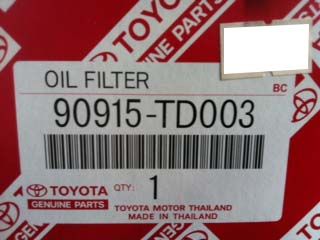 TOYOTA
GENUINE PARTS
OIL FILTER
BC
90915-TD003
TOYOTA
GENUINE PARTS
QTY:
1
TOYOTA MOTOR THAILAND
MADE IN THAILAND